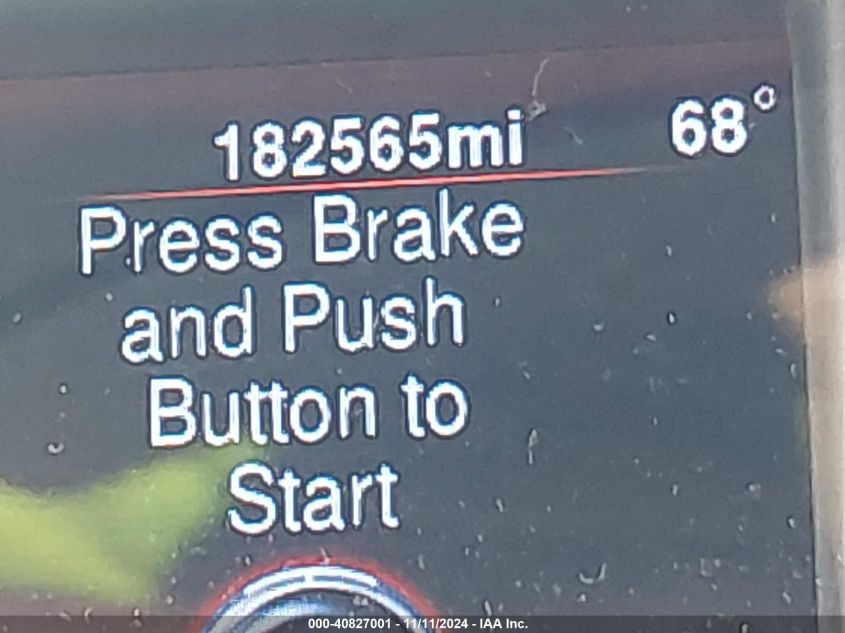 182565mi 68°
Press Brake
and Push
Button to
Start
000-40827001 - 11/11/2024 - IAA Inc.